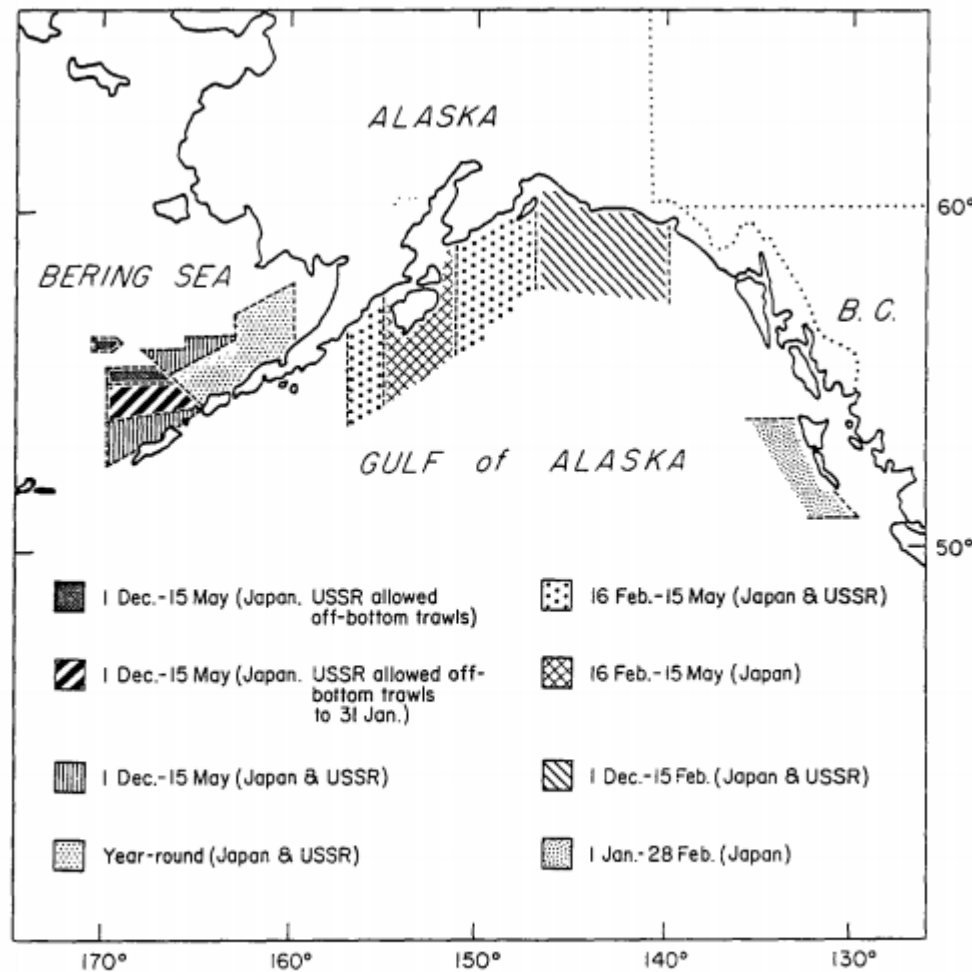 ALASKA
60°
BERING SEA
B. C.
GULF of ALASKA
50°
1 Dec.-15 May (Japan. USSR allowed
off-bottom trawls)
1 Dec.-15 May (Japan. USSR allowed off-
bottom trawls
to 31 Jan.)
1 Dec.-15 May (Japan & USSR)
Year-round (Japan & USSR)
16 Feb.-15 May (Japan & USSR)
16 Feb.-15 May (Japan)
1 Dec.-15 Feb. (Japan & USSR)
1 Jan.-28 Feb. (Japan)
170° 160° 150° 140° 130°